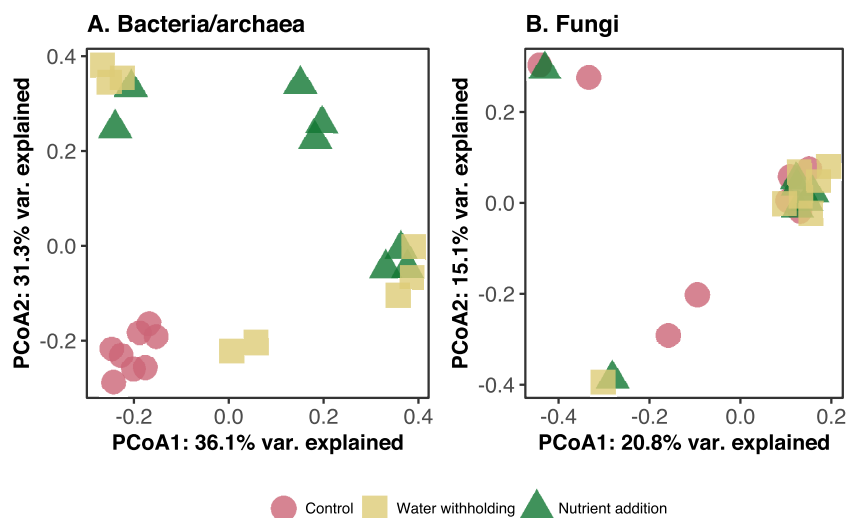 A. Bacteria/archaea
B. Fungi
PCoA2: 31.3% var. explained
0.4
0.2
0.0
-0.2
-0.2
0.0
0.2
0.4
PCoA1: 36.1% var. explained
PCoA2: 15.1% var. explained
0.2
0.0
-0.2
-0.4
-0.4
-0.2
0.0
0.2
PCoA1: 20.8% var. explained
Control
Water withholding
Nutrient addition